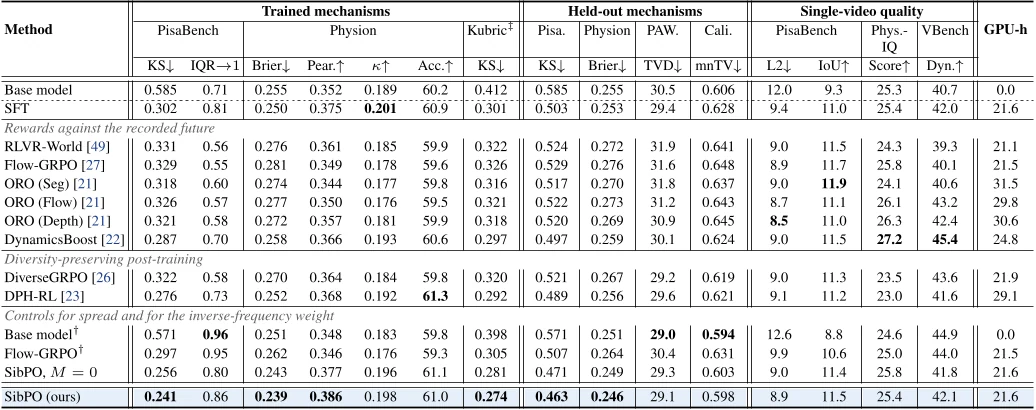 Method Trained mechanisms Held-out mechanisms Single-video quality GPU-h
PisaBench Physion Kubric‡ Pisa. Physion PAW. Cali. PisaBench Phys.-IQ VBench
KS↓ IQR→1 Brier↓ Pear.↑ κ↑ Acc.↑ KS↓ KS↓ Brier↓ TVD↓ mnTV↓ L2↓ IoU↑ Score↑ Dyn.↑
Base model 0.585 0.71 0.255 0.352 0.189 60.2 0.412 0.585 0.255 30.5 0.606 12.0 9.3 25.3 40.7 0.0
SFT 0.302 0.81 0.250 0.375 0.201 60.9 0.301 0.503 0.253 29.4 0.628 9.4 11.0 25.4 42.0 21.6
Rewards against the recorded future
RLVR-World [49] 0.331 0.56 0.276 0.361 0.185 59.9 0.322 0.524 0.272 31.9 0.641 9.0 11.5 24.3 39.3 21.1
Flow-GRPO [27] 0.329 0.55 0.281 0.349 0.178 59.6 0.326 0.529 0.276 31.6 0.648 8.9 11.7 25.8 40.1 21.5
ORO (Seg) [21] 0.318 0.60 0.274 0.344 0.177 59.8 0.316 0.517 0.270 31.8 0.637 9.0 11.9 24.1 40.6 31.5
ORO (Flow) [21] 0.326 0.57 0.277 0.350 0.176 59.5 0.321 0.522 0.273 31.2 0.643 8.7 11.1 26.1 43.2 29.8
ORO (Depth) [21] 0.321 0.58 0.272 0.357 0.181 59.9 0.318 0.520 0.269 30.9 0.645 8.5 11.0 26.3 42.4 30.6
DynamicsBoost [22] 0.287 0.70 0.258 0.366 0.193 60.6 0.297 0.497 0.259 30.1 0.624 9.0 11.5 27.2 45.4 24.8
Diversity-preserving post-training
DiverseGRPO [26] 0.322 0.58 0.270 0.364 0.184 59.8 0.320 0.521 0.267 29.2 0.619 9.0 11.3 23.5 43.6 21.9
DPH-RL [23] 0.276 0.73 0.252 0.368 0.192 61.3 0.292 0.489 0.256 29.6 0.621 9.1 11.2 23.0 41.6 29.1
Controls for spread and for the inverse-frequency weight
Base model† 0.571 0.96 0.251 0.348 0.183 59.8 0.398 0.571 0.251 29.0 0.594 12.6 8.8 24.6 44.9 0.0
Flow-GRPO† 0.297 0.95 0.262 0.346 0.176 59.3 0.305 0.507 0.264 30.4 0.631 9.9 10.6 25.0 44.0 21.5
SibPO, M = 0 0.256 0.80 0.243 0.377 0.196 61.1 0.281 0.471 0.249 29.3 0.603 9.0 11.4 25.8 41.8 21.6
SibPO (ours) 0.241 0.86 0.239 0.386 0.198 61.0 0.274 0.463 0.246 29.1 0.598 8.9 11.5 25.4 42.1 21.6